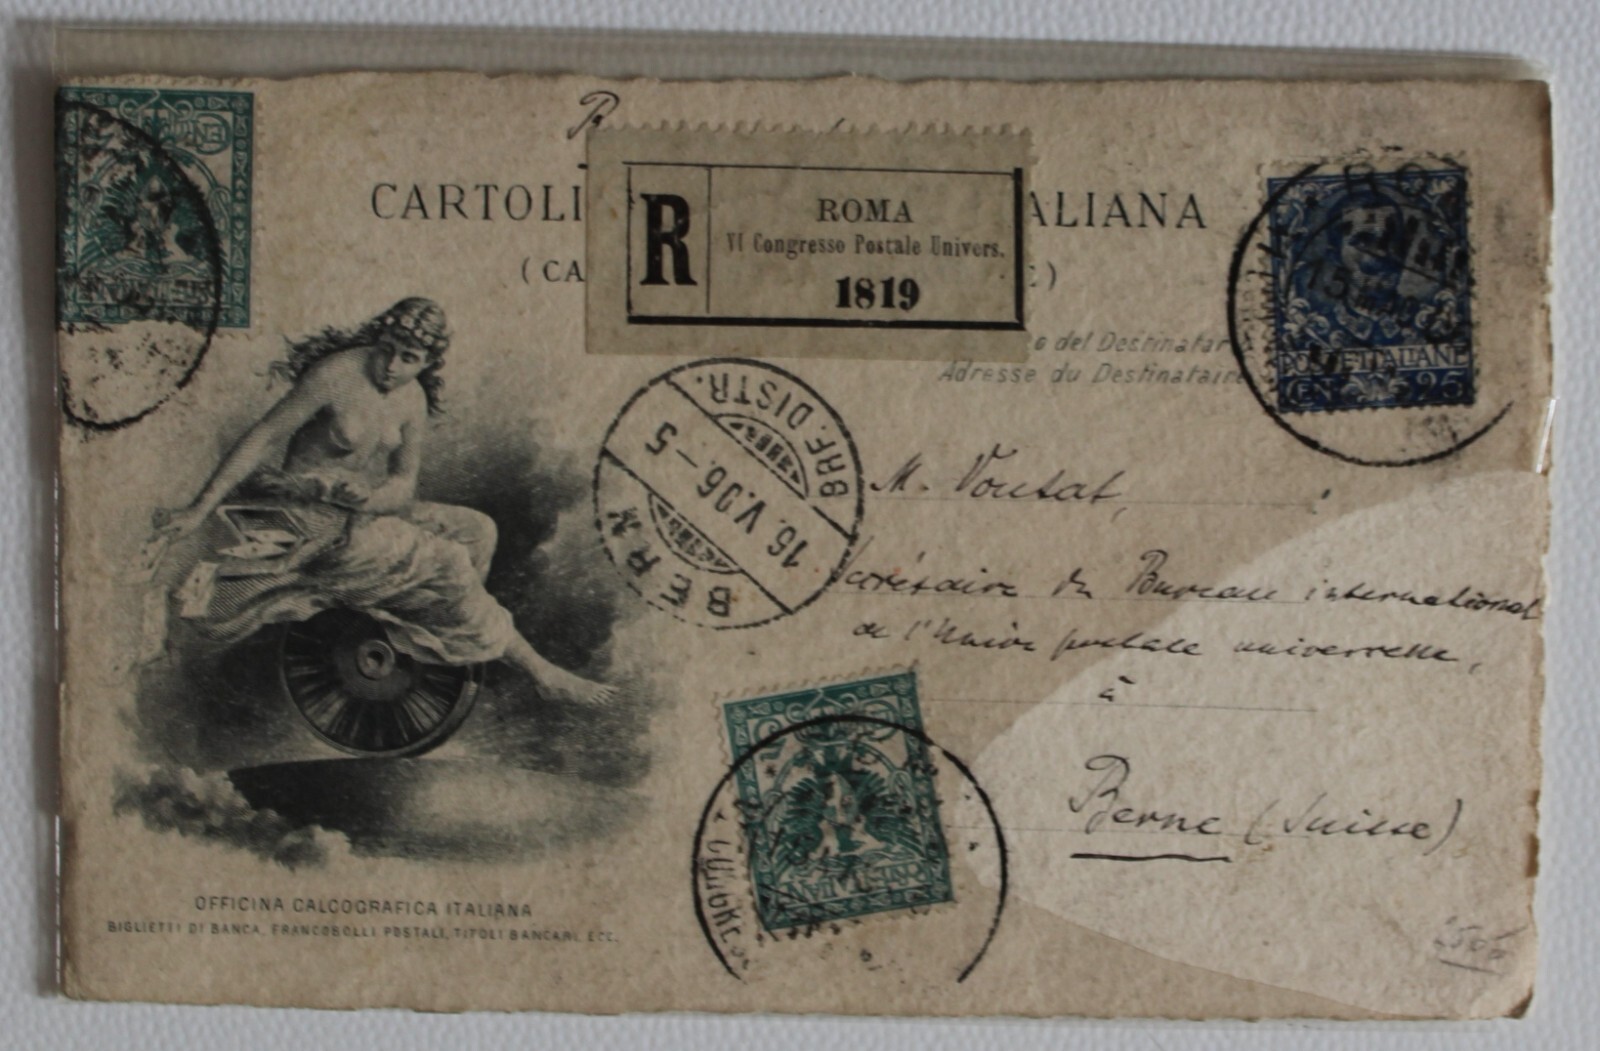 CARTOLI
ALIANA
(CA
E)
R
ROMA
VI Congresso Postale Univers.
1819
o del Destinatar
Adresse du Destinataire
POSTE ITALIANE
CEN 25
BERN
16. V.06.—5
BRF. DISTR.
M. Voutat,
Secrétaire du Bureau international
de l'Union postale universelle,
à
Berne (Suisse)
OFFICINA CALCOGRAFICA ITALIANA
BIGLIETTI DI BANCA, FRANCOBOLLI POSTALI, TITOLI BANCARI, ECC.